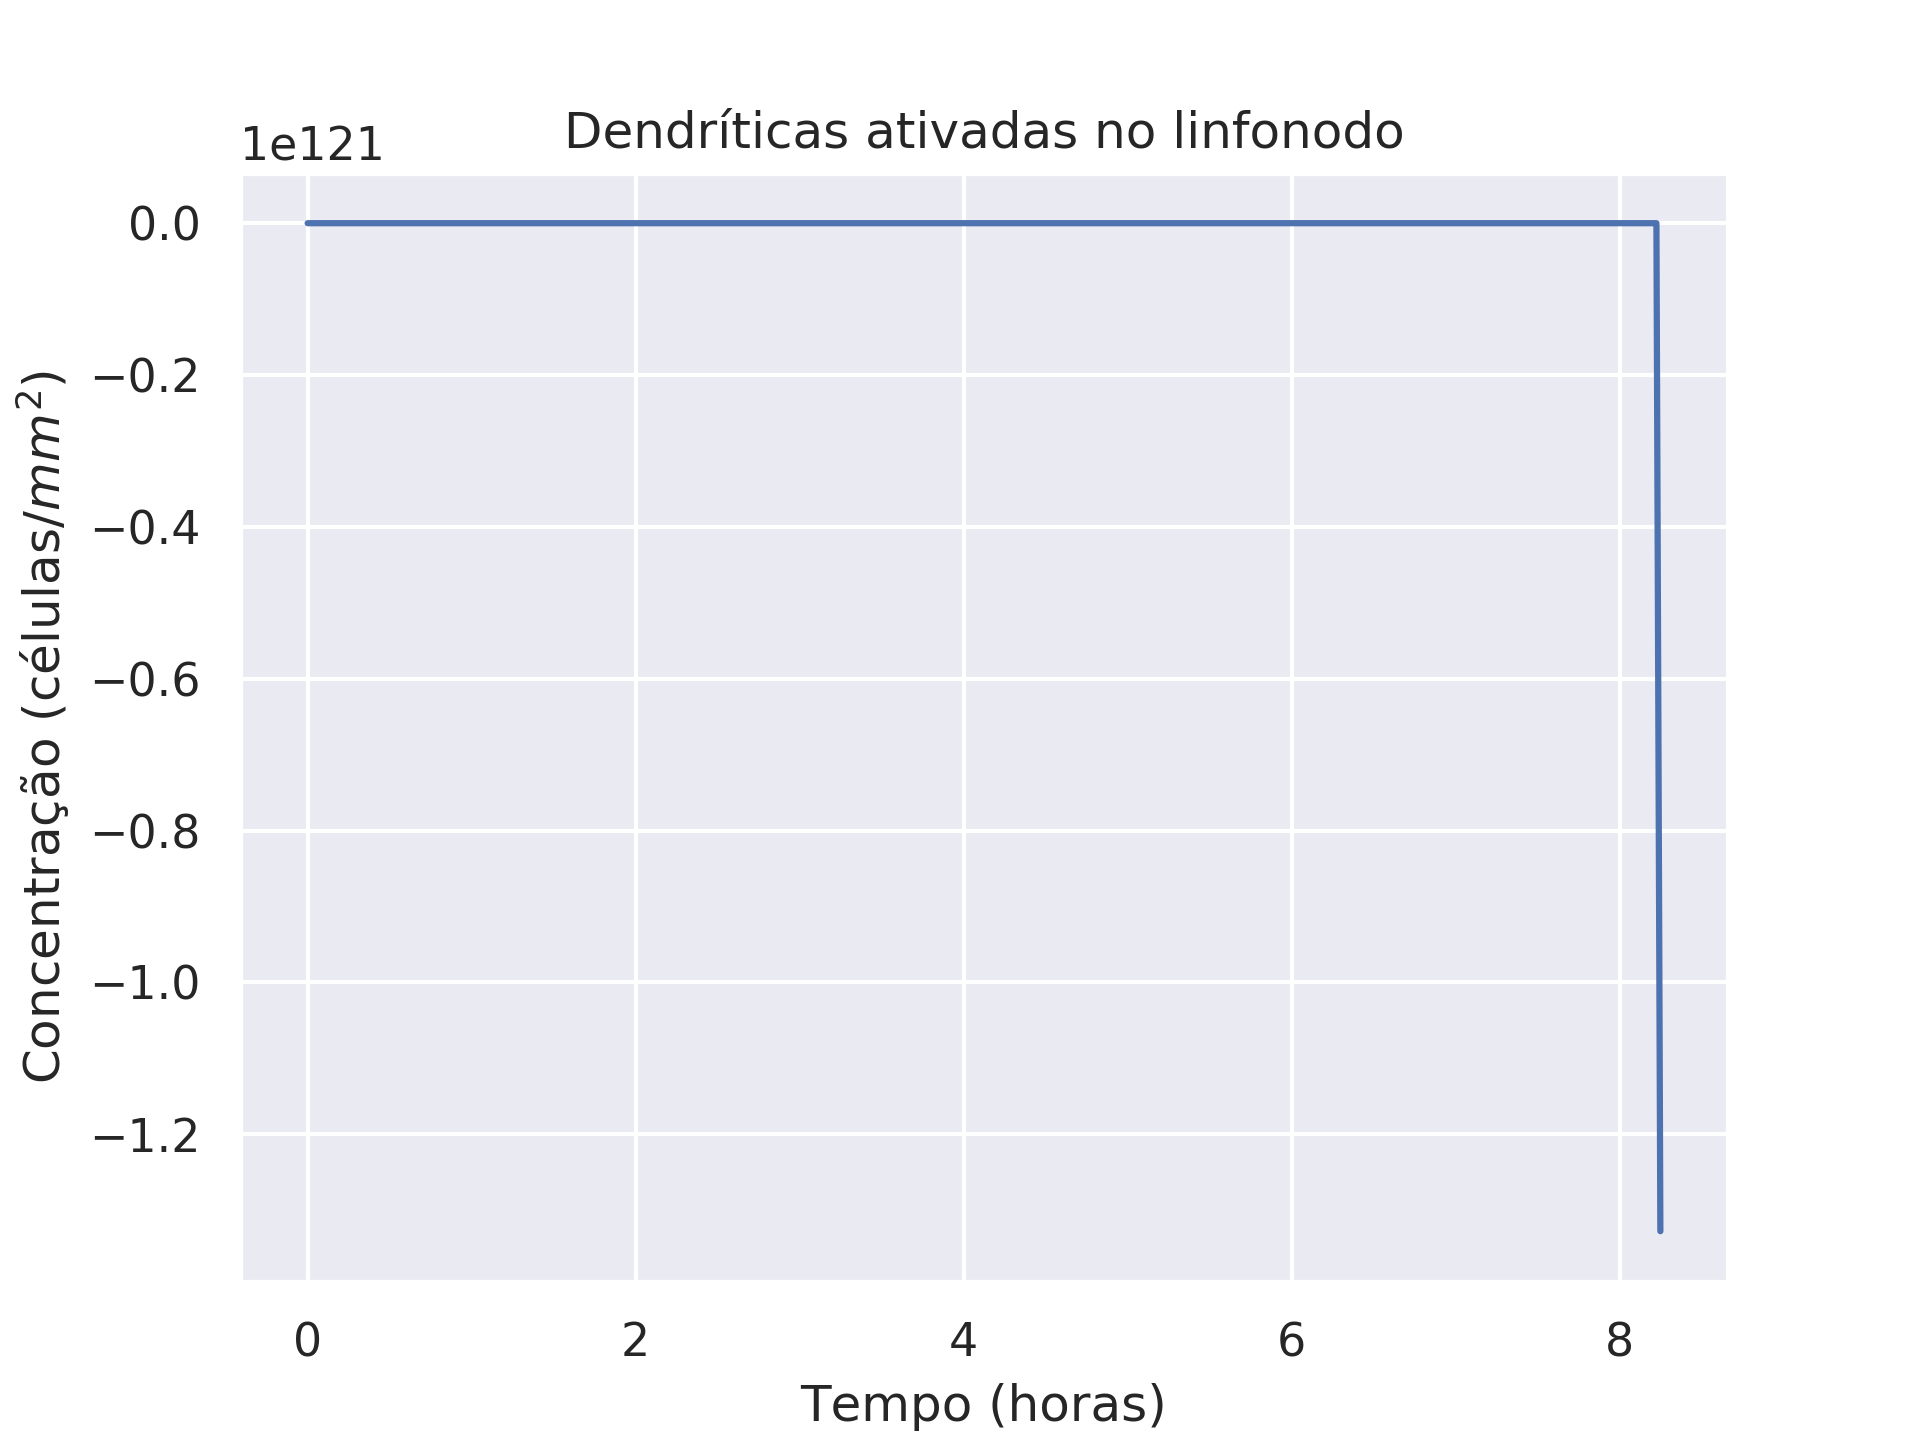 Dendríticas ativadas no linfonodo
1e121
0.0
−0.2
−0.4
−0.6
−0.8
−1.0
−1.2
Concentração (células/mm²)
0 2 4 6 8
Tempo (horas)